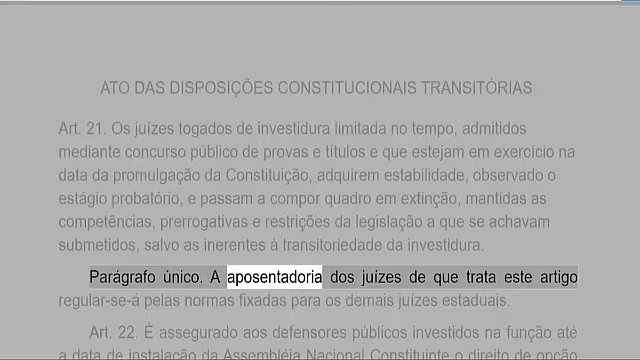 ATO DAS DISPOSIÇÕES CONSTITUCIONAIS TRANSITÓRIAS
Art. 21. Os juízes togados de investidura limitada no tempo, admitidos
mediante concurso público de provas e títulos e que estejam em exercício na
data da promulgação da Constituição, adquirem estabilidade, observado o
estágio probatório, e passam a compor quadro em extinção, mantidas as
competências, prerrogativas e restrições da legislação a que se achavam
submetidos, salvo as inerentes à transitoriedade da investidura.
Parágrafo único. A aposentadoria dos juízes de que trata este artigo
regular-se-á pelas normas fixadas para os demais juízes estaduais.
Art. 22. É assegurado aos defensores públicos investidos na função até
a data de instalação da Assembléia Nacional Constituinte o direito de opção